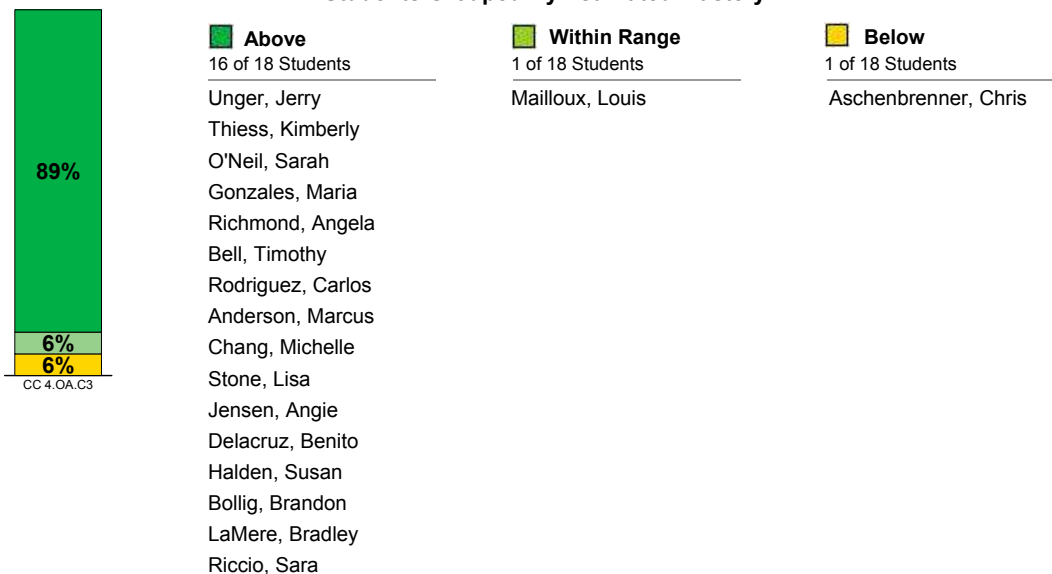 89%
6%
6%
CC 4.OA.C3
Above
16 of 18 Students
Unger, Jerry
Thiess, Kimberly
O'Neil, Sarah
Gonzales, Maria
Richmond, Angela
Bell, Timothy
Rodriguez, Carlos
Anderson, Marcus
Chang, Michelle
Stone, Lisa
Jensen, Angie
Delacruz, Benito
Halden, Susan
Bollig, Brandon
LaMere, Bradley
Riccio, Sara
Within Range
1 of 18 Students
Mailloux, Louis
Below
1 of 18 Students
Aschenbrenner, Chris